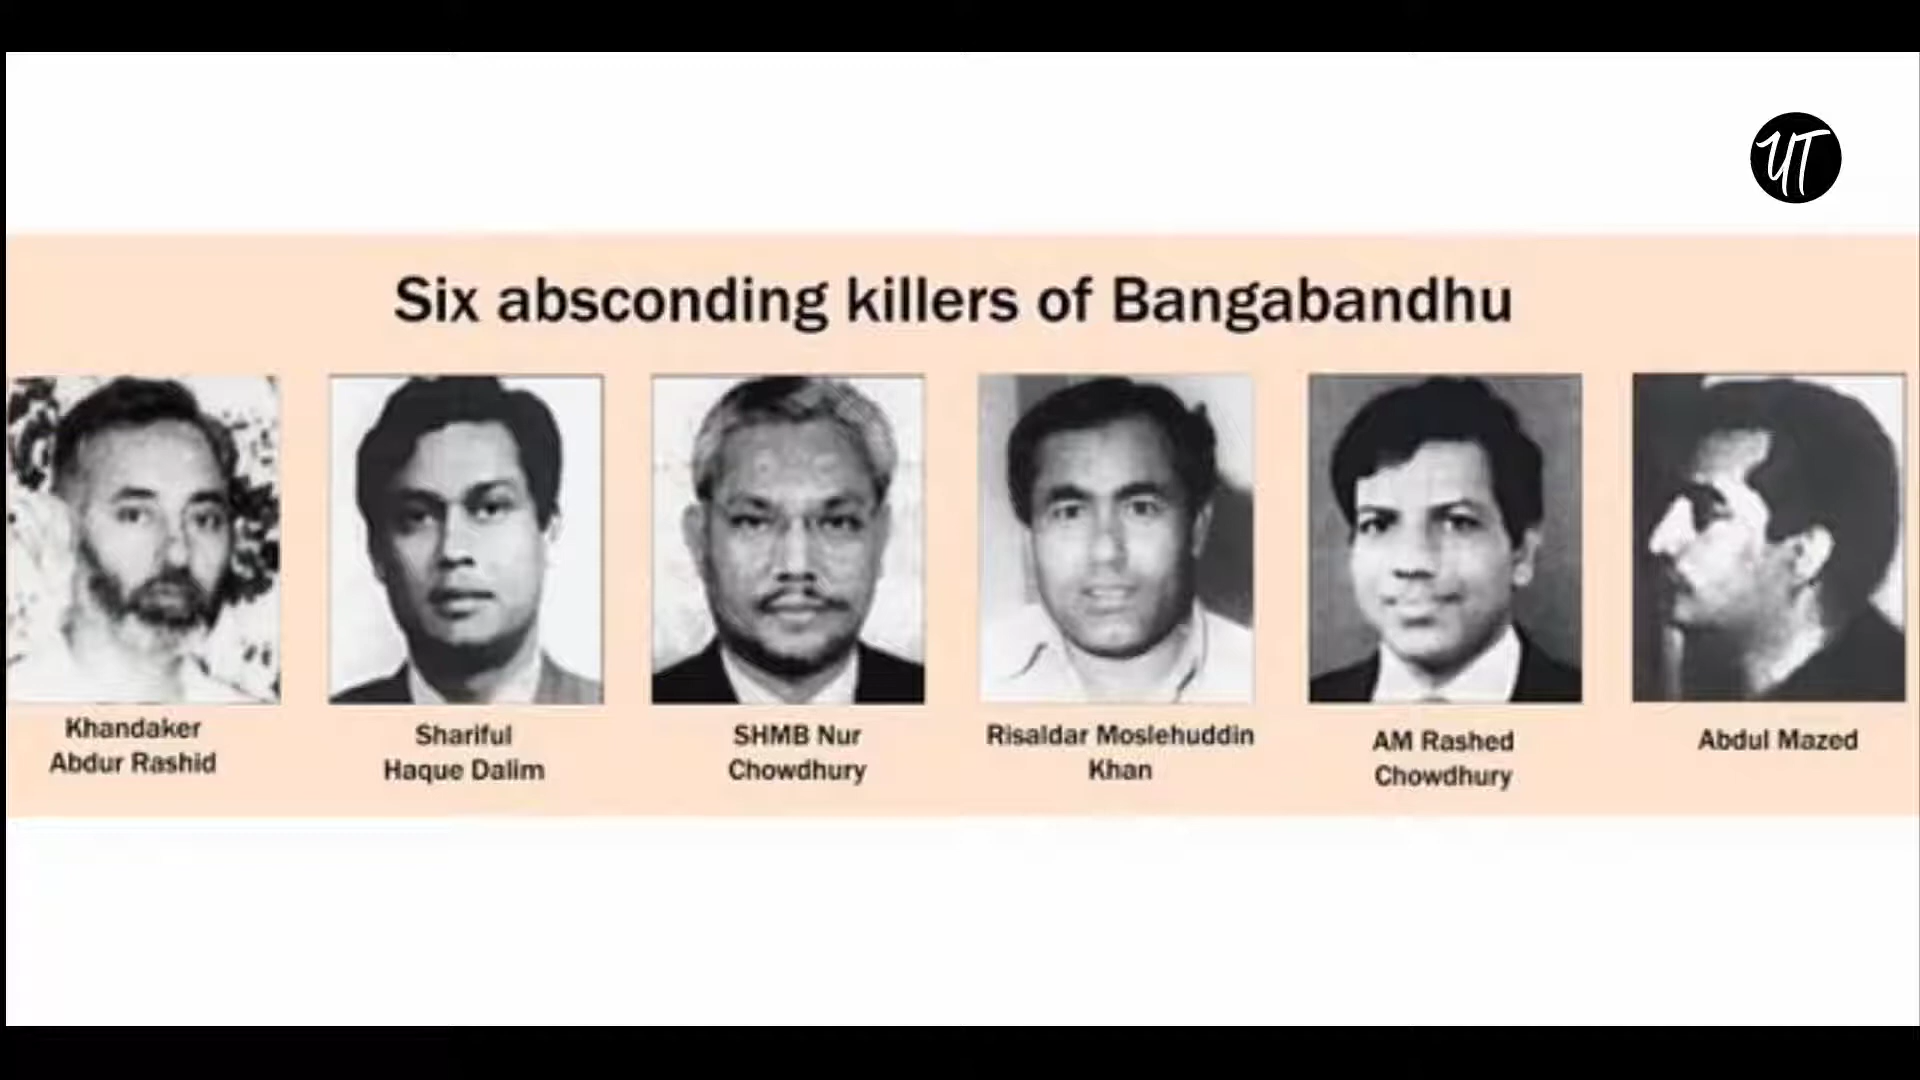 UT
Six absconding killers of Bangabandhu
Khandaker
Abdur Rashid
Shariful
Haque Dalim
SHMB Nur
Chowdhury
Risaldar Moslehuddin
Khan
AM Rashed
Chowdhury
Abdul Mazed